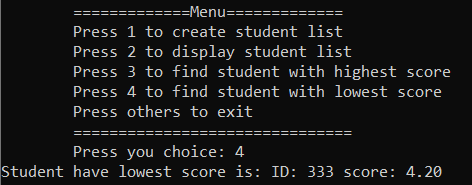 =============Menu=============
Press 1 to create student list
Press 2 to display student list
Press 3 to find student with highest score
Press 4 to find student with lowest score
Press others to exit
===============================
Press you choice: 4
Student have lowest score is: ID: 333 score: 4.20